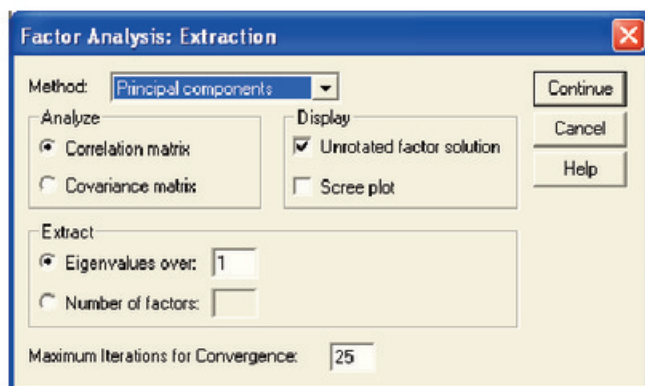 Factor Analysis: Extraction
Method: Principal components
Continue
Analyze
Display
Cancel
Correlation matrix
Unrotated factor solution
Help
Covariance matrix
Scree plot
Extract
Eigenvalues over: 1
Number of factors:
Maximum Iterations for Convergence: 25